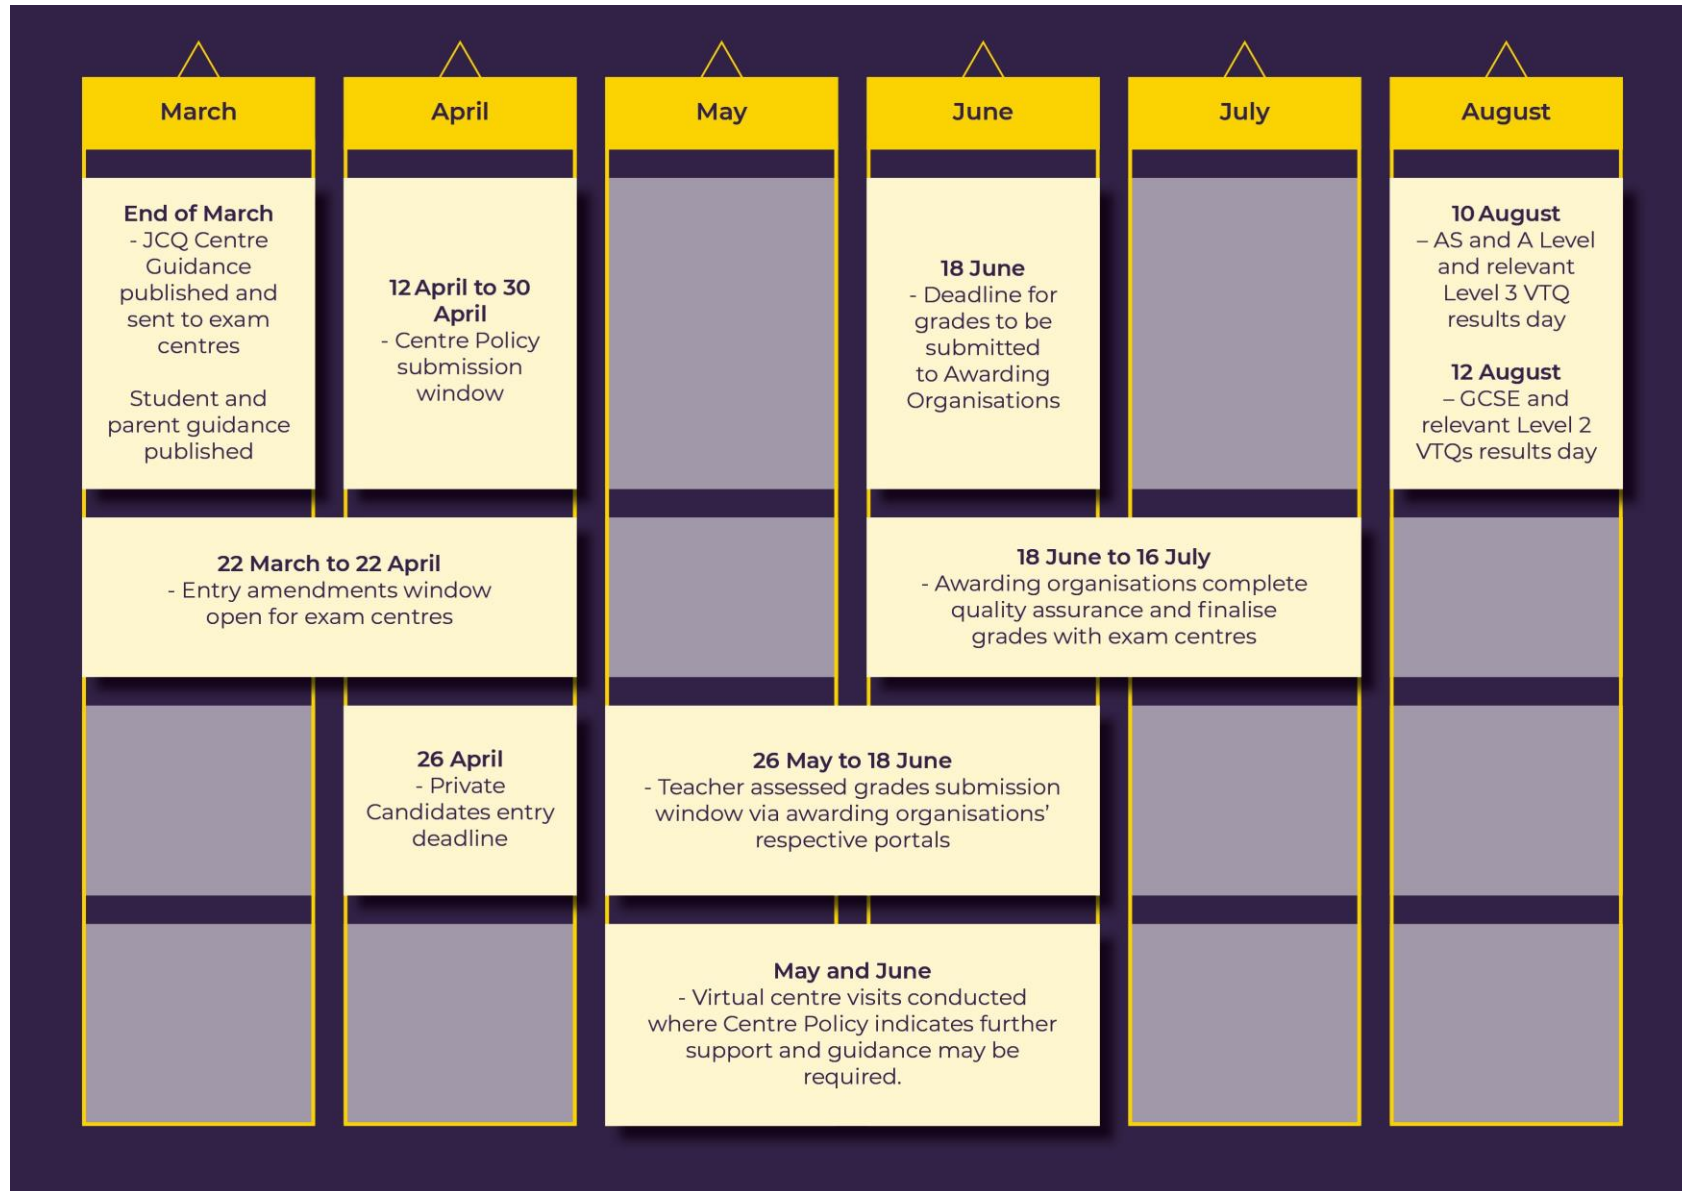 March
April
May
June
July
August
End of March
- JCQ Centre
Guidance
published and
sent to exam
centres
Student and
parent guidance
published
12 April to 30
April
- Centre Policy
submission
window
18 June
- Deadline for
grades to be
submitted
to Awarding
Organisations
10 August
– AS and A Level
and relevant
Level 3 VTQ
results day
12 August
– GCSE and
relevant Level 2
VTQs results day
22 March to 22 April
- Entry amendments window
open for exam centres
18 June to 16 July
- Awarding organisations complete
quality assurance and finalise
grades with exam centres
26 April
- Private
Candidates entry
deadline
26 May to 18 June
- Teacher assessed grades submission
window via awarding organisations’
respective portals
May and June
- Virtual centre visits conducted
where Centre Policy indicates further
support and guidance may be
required.